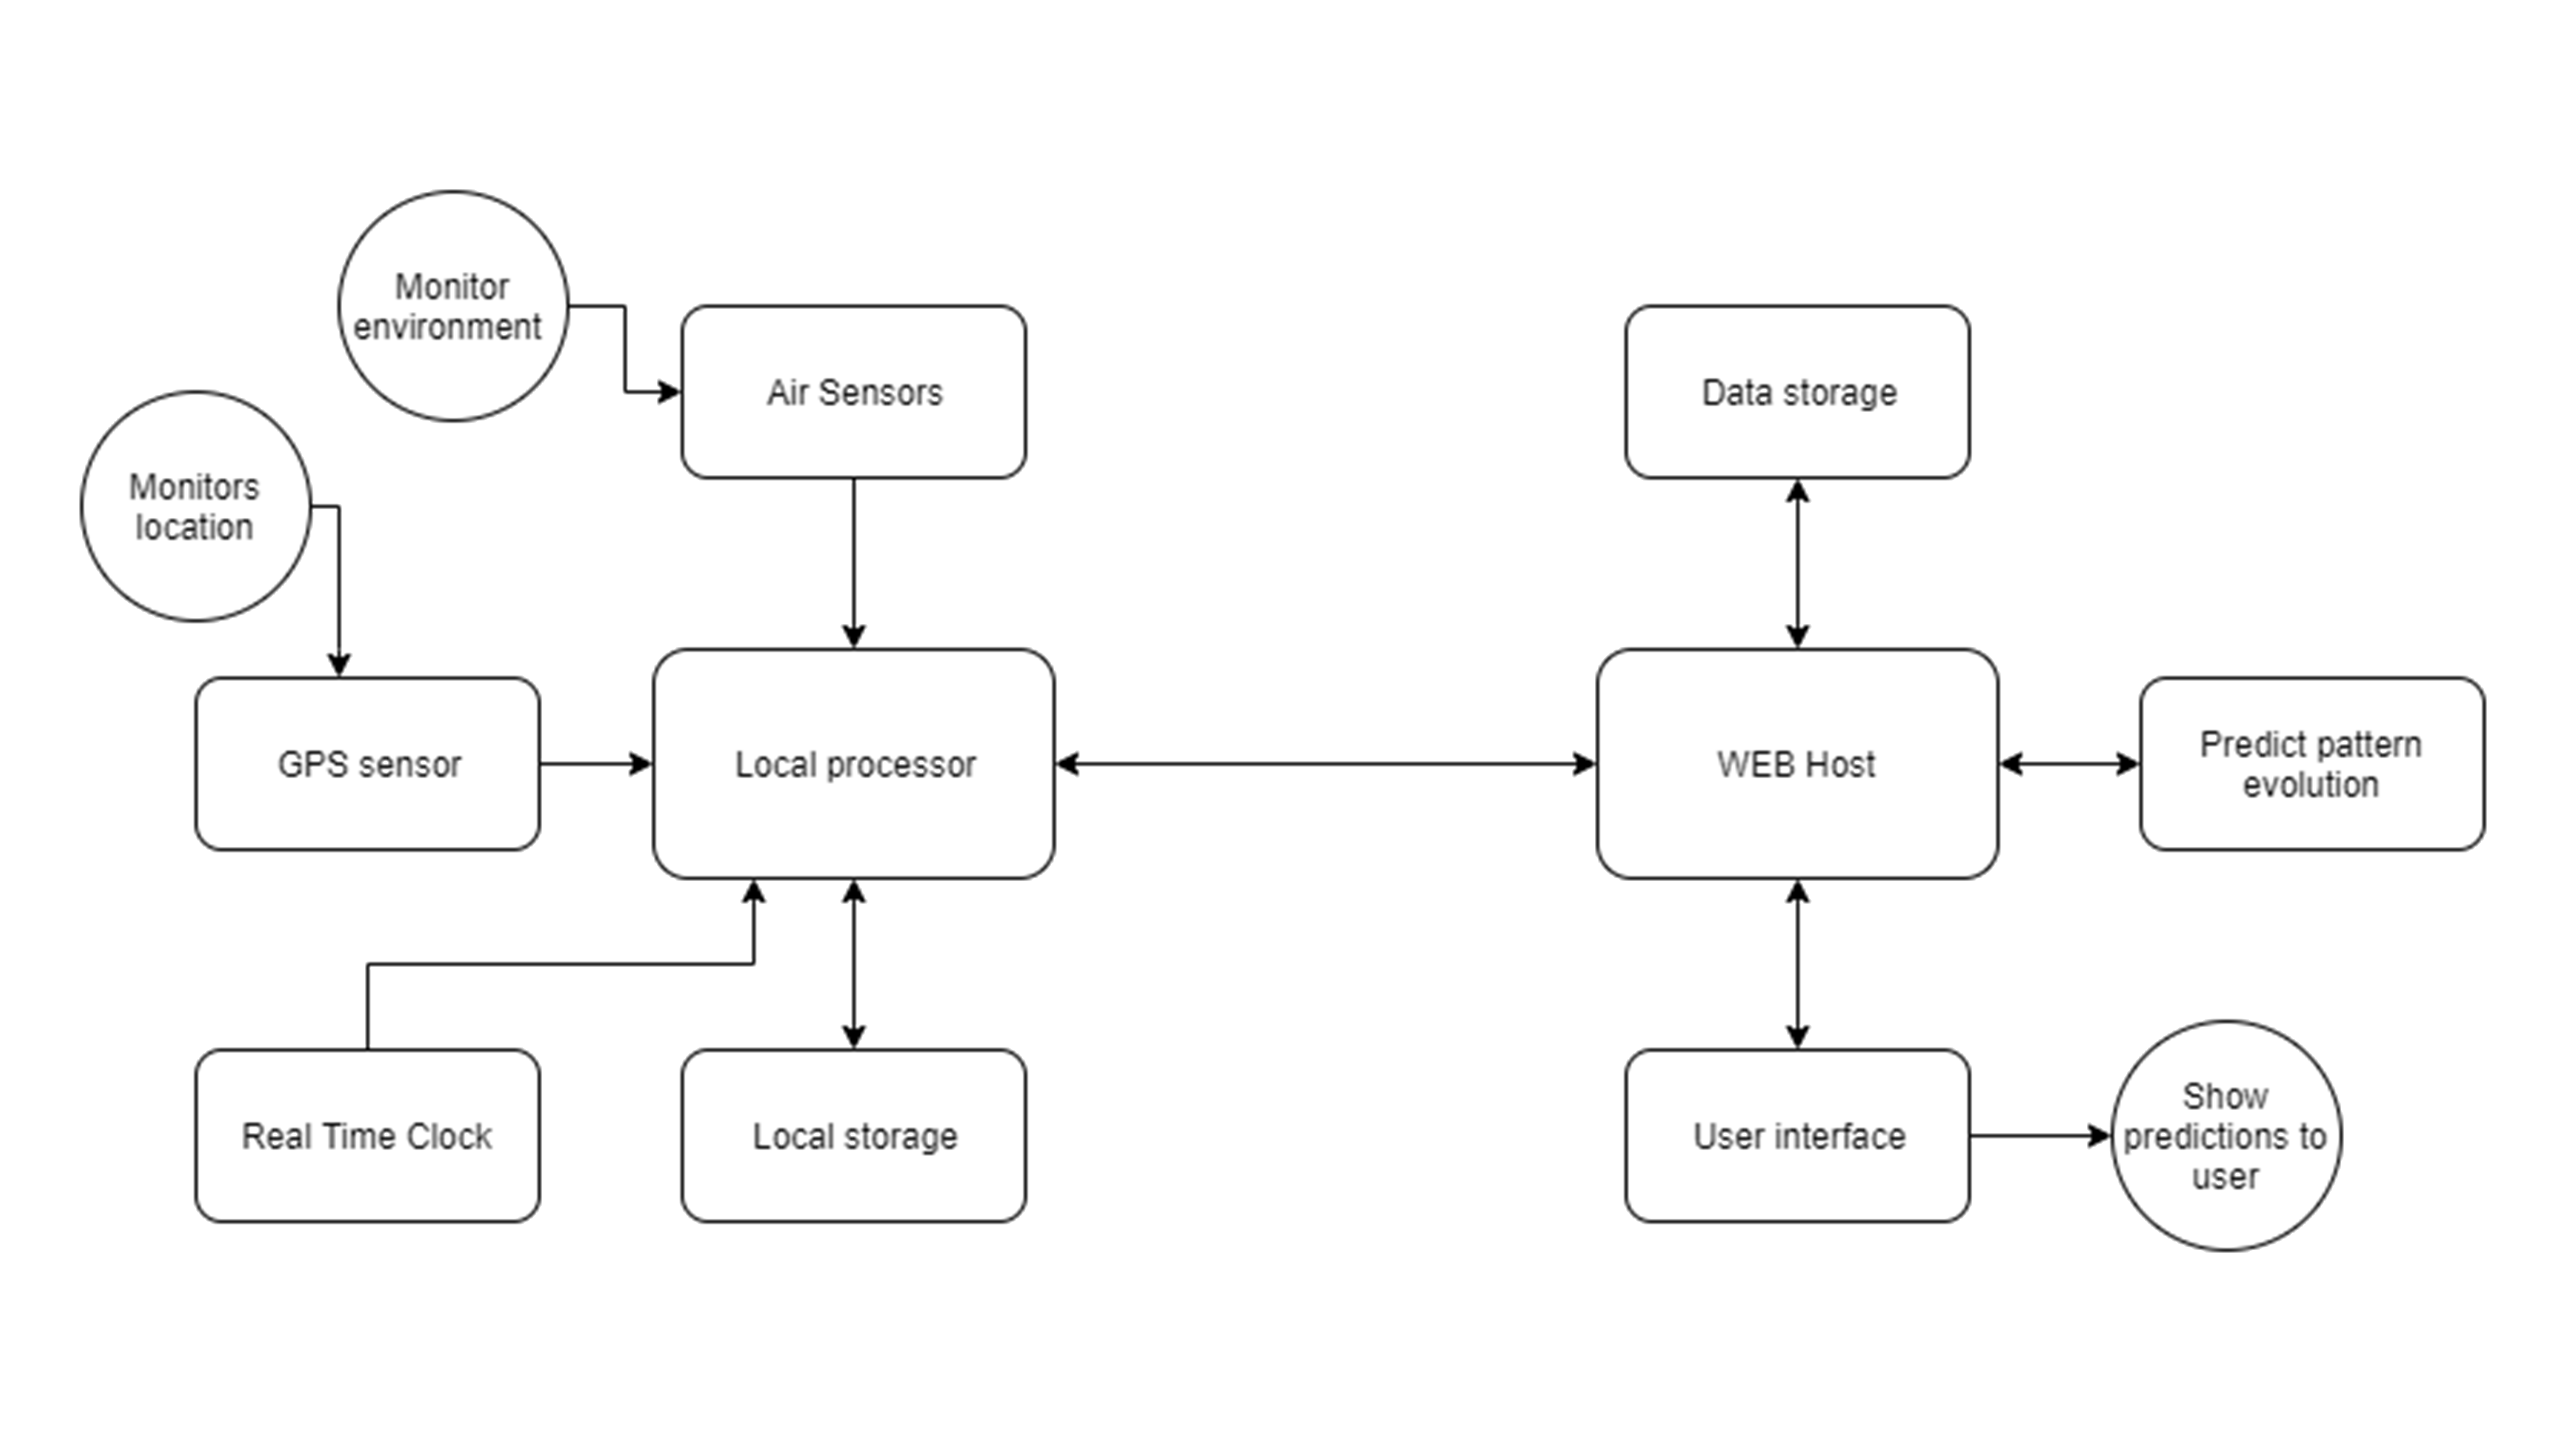 Monitor
environment
Air Sensors
Data storage
Monitors
location
GPS sensor
Local processor
WEB Host
Predict pattern
evolution
Real Time Clock
Local storage
User interface
Show
predictions to
user